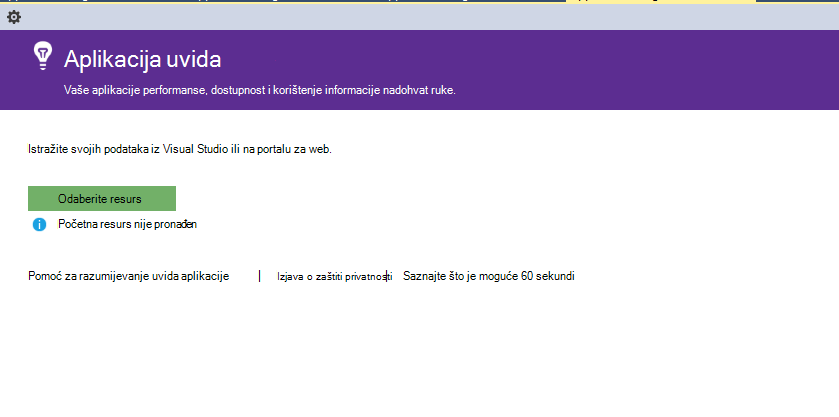 Aplikacija uvida
Vaše aplikacije performanse, dostupnost i korištenje informacije nadohvat ruke.
Istražite svojih podataka iz Visual Studio ili na portalu za web.
Odaberite resurs
Početna resurs nije pronađen
Pomoć za razumijevanje uvida aplikacije | Izjava o zaštiti privatnosti | Saznajte što je moguće 60 sekundi